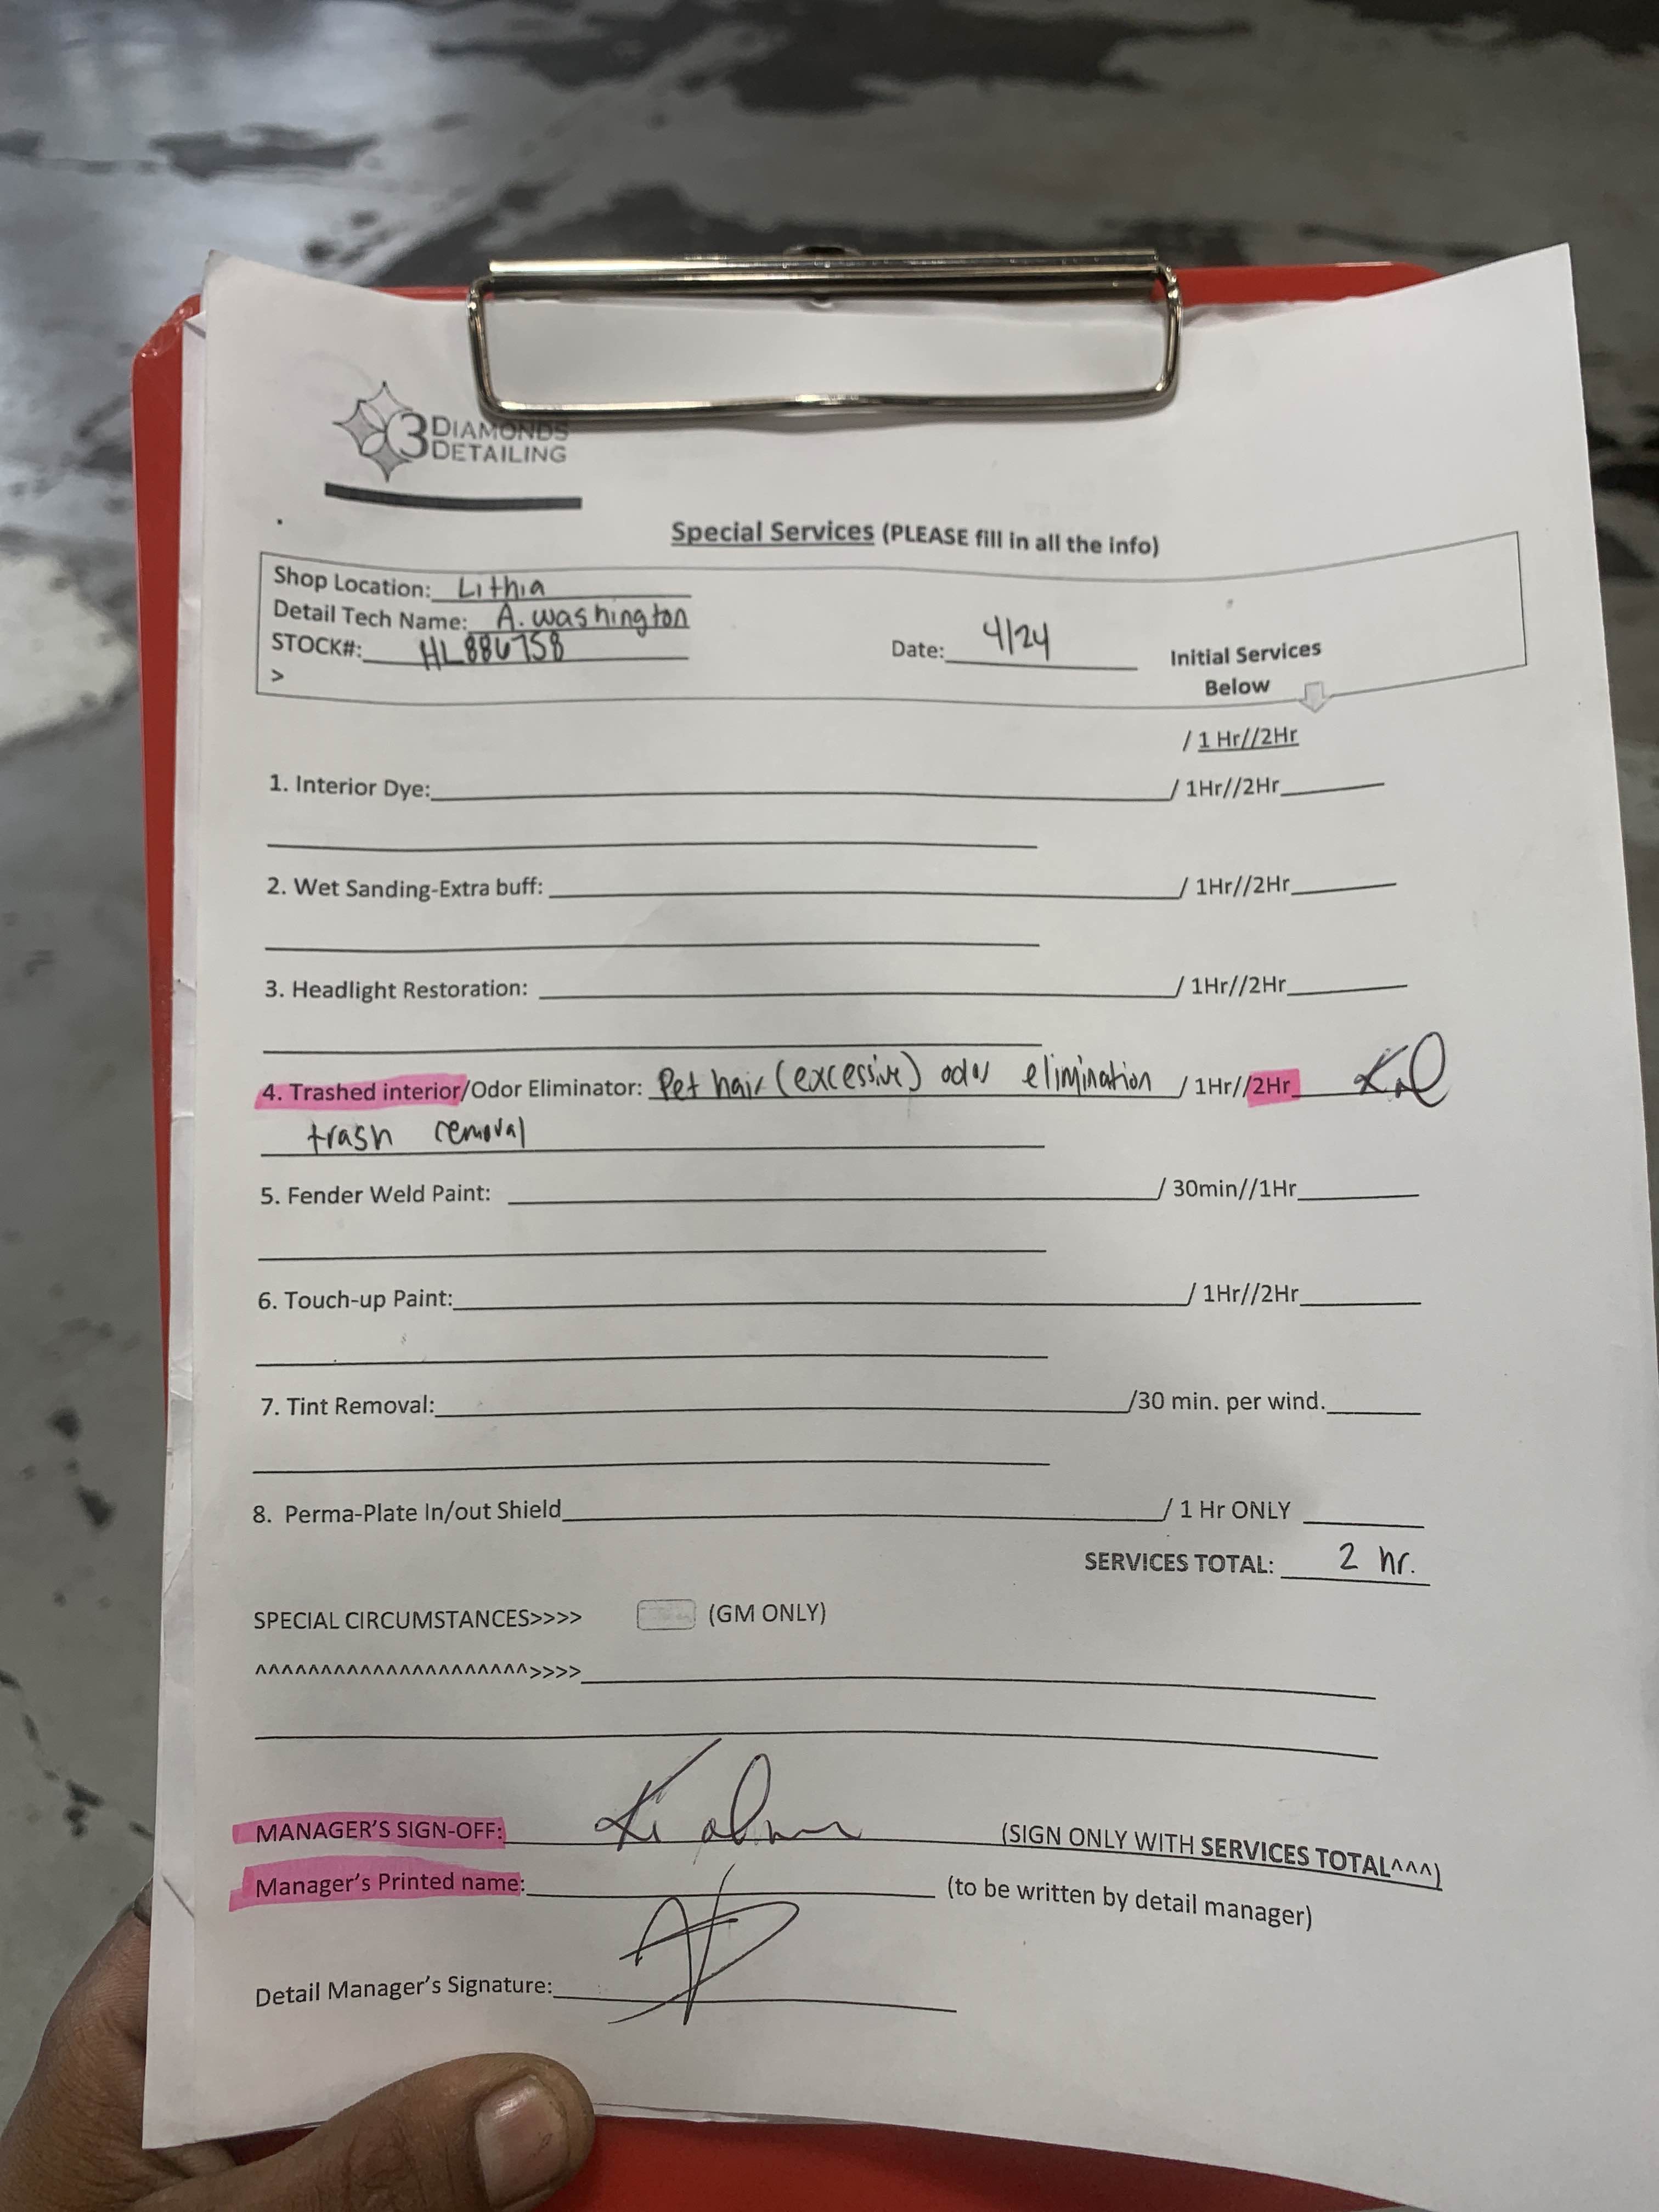 3 DIAMONDS
DETAILING
Special Services (PLEASE fill in all the info)
Shop Location: Lithia
Detail Tech Name: A. Washington
STOCK#: HL886758
Date: 4/24
>
Initial Services
Below
/ 1 Hr//2Hr
1. Interior Dye: / 1Hr//2Hr
2. Wet Sanding-Extra buff: / 1Hr//2Hr
3. Headlight Restoration: / 1Hr//2Hr
4. Trashed interior/Odor Eliminator: Pet hair (excessive) odor elimination / 1Hr//2Hr
trash removal
5. Fender Weld Paint: / 30min//1Hr
6. Touch-up Paint: / 1Hr//2Hr
7. Tint Removal: /30 min. per wind.
8. Perma-Plate In/out Shield / 1 Hr ONLY
SERVICES TOTAL: 2 hr.
SPECIAL CIRCUMSTANCES>>>> (GM ONLY)
^^^^^^^^^^^^^^^^^^^^^>>>>
MANAGER'S SIGN-OFF: (SIGN ONLY WITH SERVICES TOTAL^^^)
Manager's Printed name: (to be written by detail manager)
Detail Manager's Signature: